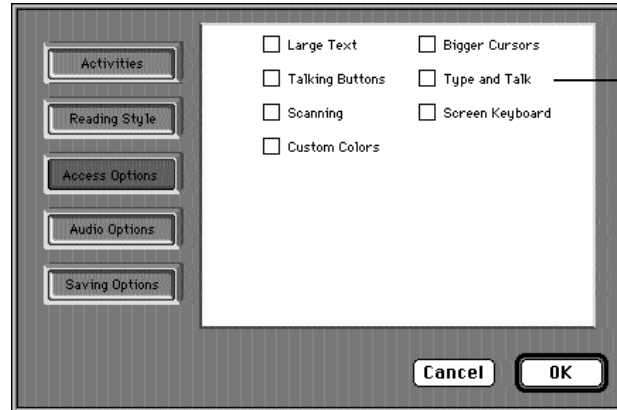 Activities
Reading Style
Access Options
Audio Options
Saving Options
Large Text
Bigger Cursors
Talking Buttons
Type and Talk
Scanning
Screen Keyboard
Custom Colors
Cancel
OK